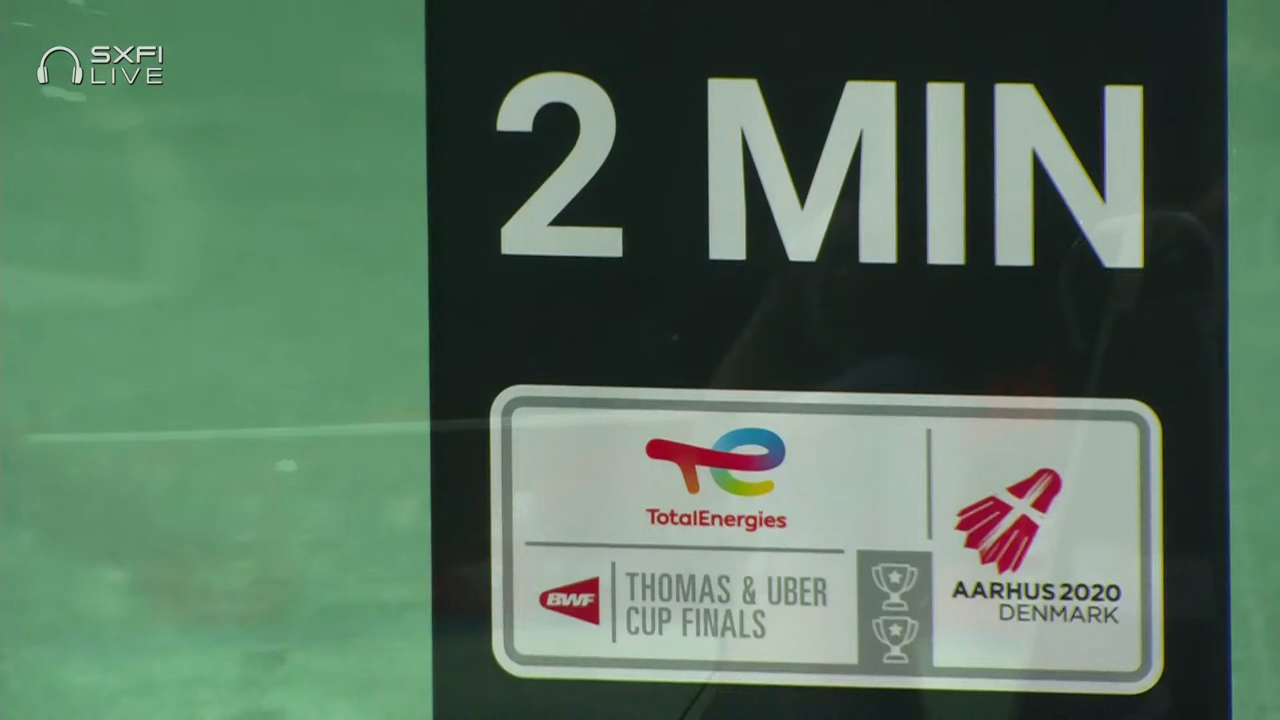 SXFI
LIVE
2 MIN
TotalEnergies
BWF
THOMAS & UBER
CUP FINALS
AARHUS 2020
DENMARK